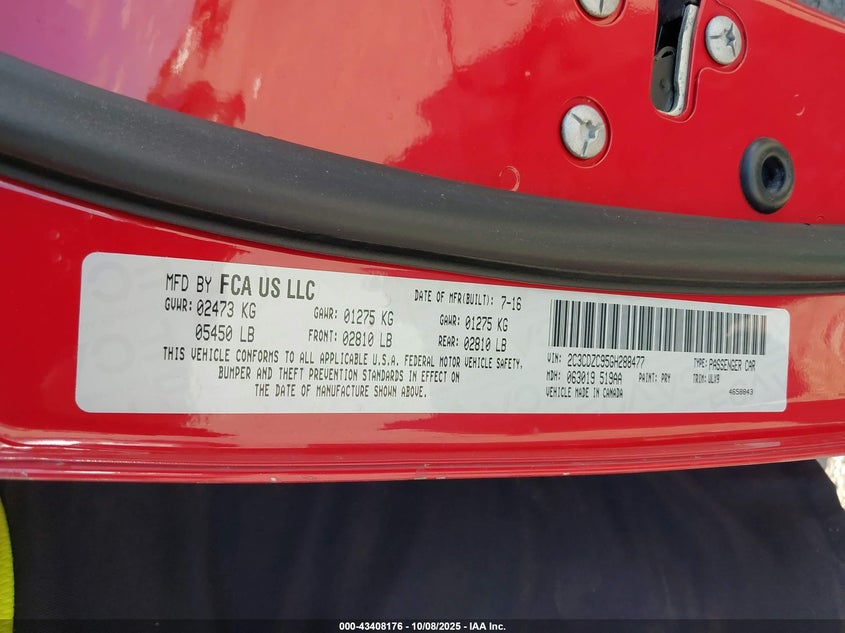 MFD BY FCA US LLC
DATE OF MFR(BUILT): 7-16
GVWR: 02473 KG GAWR: 01275 KG GAWR: 01275 KG
05450 LB FRONT: 02810 LB REAR: 02810 LB
THIS VEHICLE CONFORMS TO ALL APPLICABLE U.S.A. FEDERAL MOTOR VEHICLE SAFETY,
BUMPER AND THEFT PREVENTION STANDARDS IN EFFECT ON
THE DATE OF MANUFACTURE SHOWN ABOVE.
VIN: 2C3CDZC95GH288477 TYPE: PASSENGER CAR
MDH: 063019 519AA PAINT: PRY TRIM: ULV9
VEHICLE MADE IN CANADA 4658843
000-43408176 - 10/08/2025 - IAA Inc.